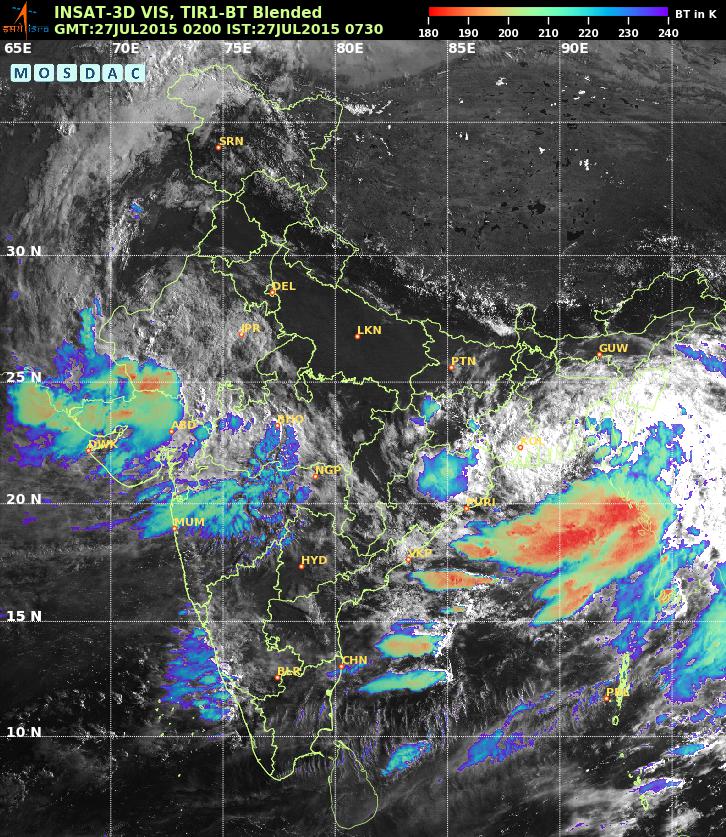 INSAT-3D VIS, TIR1-BT Blended
GMT:27JUL2015 0200 IST:27JUL2015 0730
BT in K
180 190 200 210 220 230 240
65E 70E 75E 80E 85E 90E
MOSDAC
SRN
30 N
DEL
JPR
LKN
GUW
PTN
25 N
ABD
BHO
KOL
DWK
NGP
20 N
PURI
MUM
VKP
HYD
15 N
CHN
BLR
PBL
10 N